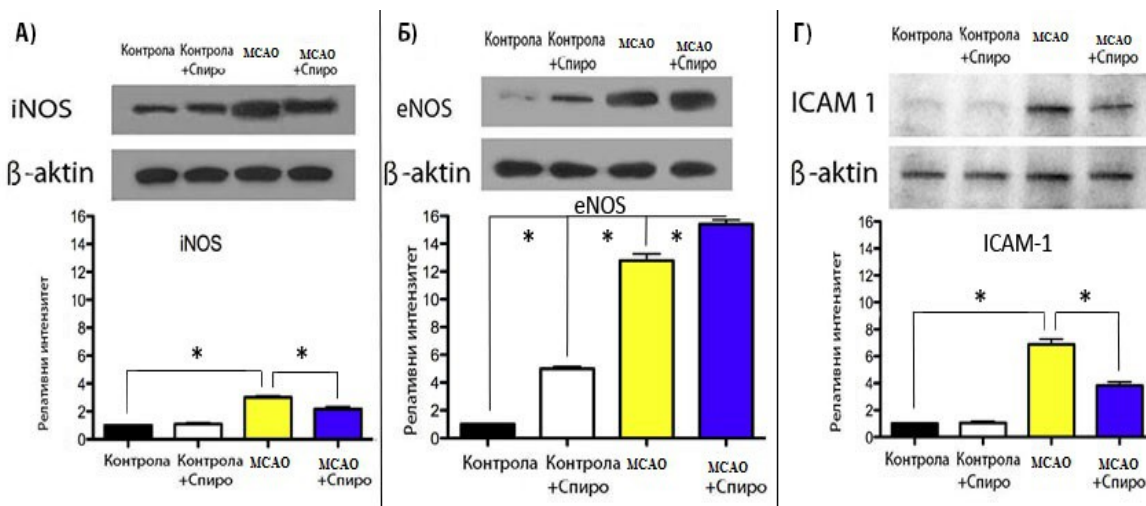 А)
Контрола Контрола +Спиро MCAO MCAO +Спиро
iNOS
β-aktin
iNOS
Релативни интензитет
16
14
12
10
8
6
4
2
0
* *
Контрола Контрола +Спиро MCAO MCAO +Спиро
Б)
Контрола Контрола +Спиро MCAO MCAO +Спиро
eNOS
β-aktin
eNOS
Релативни интензитет
16
14
12
10
8
6
4
2
0
* * *
Контрола Контрола +Спиро MCAO MCAO +Спиро
Г)
Контрола Контрола +Спиро MCAO MCAO +Спиро
ICAM 1
β-aktin
ICAM-1
Релативни интензитет
16
14
12
10
8
6
4
2
0
* *
Контрола Контрола +Спиро MCAO MCAO +Спиро